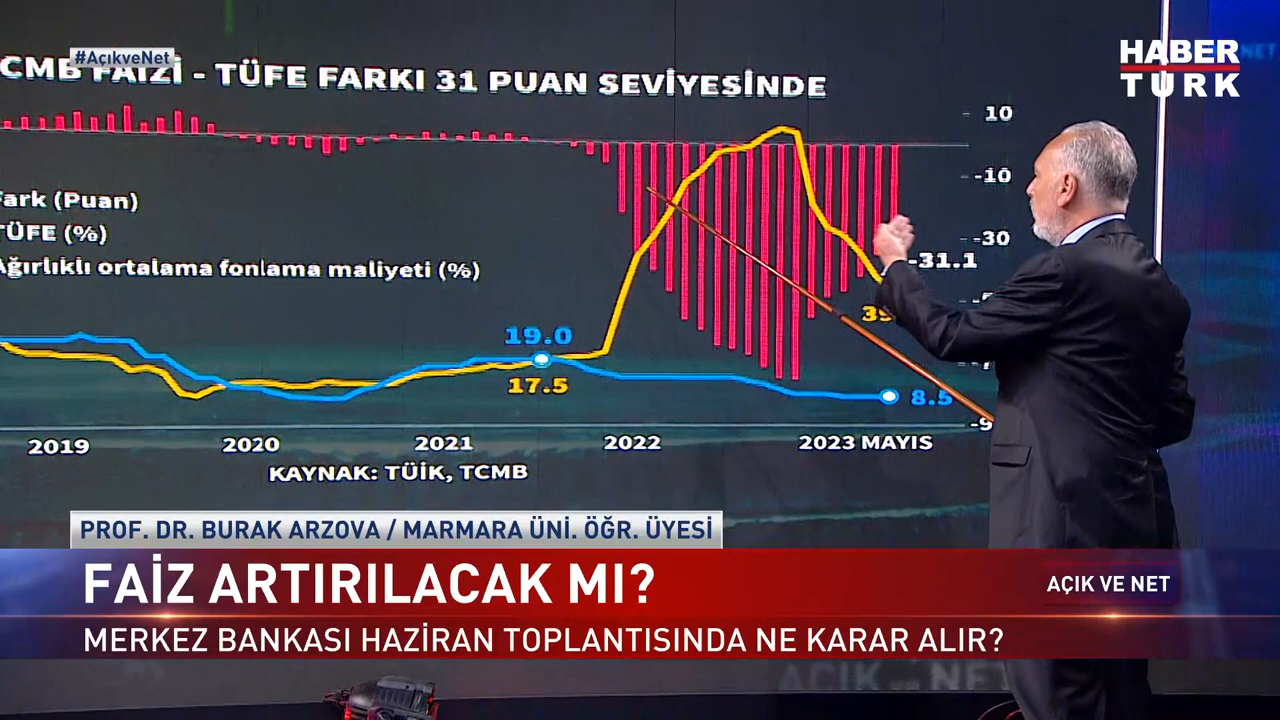 #AçıkveNet
HABER
TÜRK
CMB FAİZİ - TÜFE FARKI 31 PUAN SEVİYESİNDE
10
-10
-30
Fark (Puan)
TÜFE (%)
Ağırlıklı ortalama fonlama maliyeti (%)
-31.1
19.0
17.5
8.5
2019 2020 2021 2022 2023 MAYIS
KAYNAK: TÜİK, TCMB
PROF. DR. BURAK ARZOVA / MARMARA ÜNİ. ÖĞR. ÜYESİ
FAİZ ARTIRILACAK MI?
AÇIK VE NET
MERKEZ BANKASI HAZİRAN TOPLANTISINDA NE KARAR ALIR?